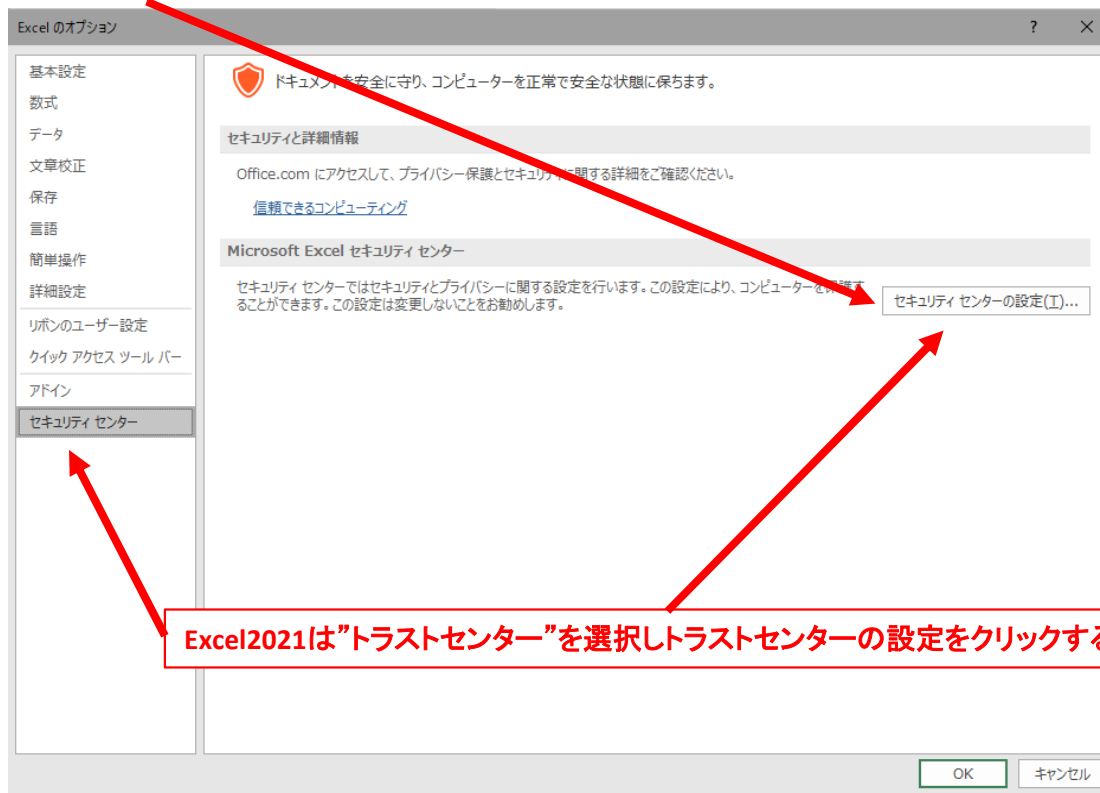 Excel のオプション
? ×
基本設定
数式
データ
文章校正
保存
言語
簡単操作
詳細設定
リボンのユーザー設定
クイック アクセス ツール バー
アドイン
セキュリティ センター
ドキュメントを安全に守り、コンピューターを正常で安全な状態に保ちます。
セキュリティと詳細情報
Office.com にアクセスして、プライバシー保護とセキュリティに関する詳細をご確認ください。
信頼できるコンピューティング
Microsoft Excel セキュリティ センター
セキュリティ センターではセキュリティとプライバシーに関する設定を行います。この設定により、コンピューターを保護す
ることができます。この設定は変更しないことをお勧めします。
セキュリティ センターの設定(T)...
Excel2021は”トラストセンター”を選択しトラストセンターの設定をクリックする
OK
キャンセル